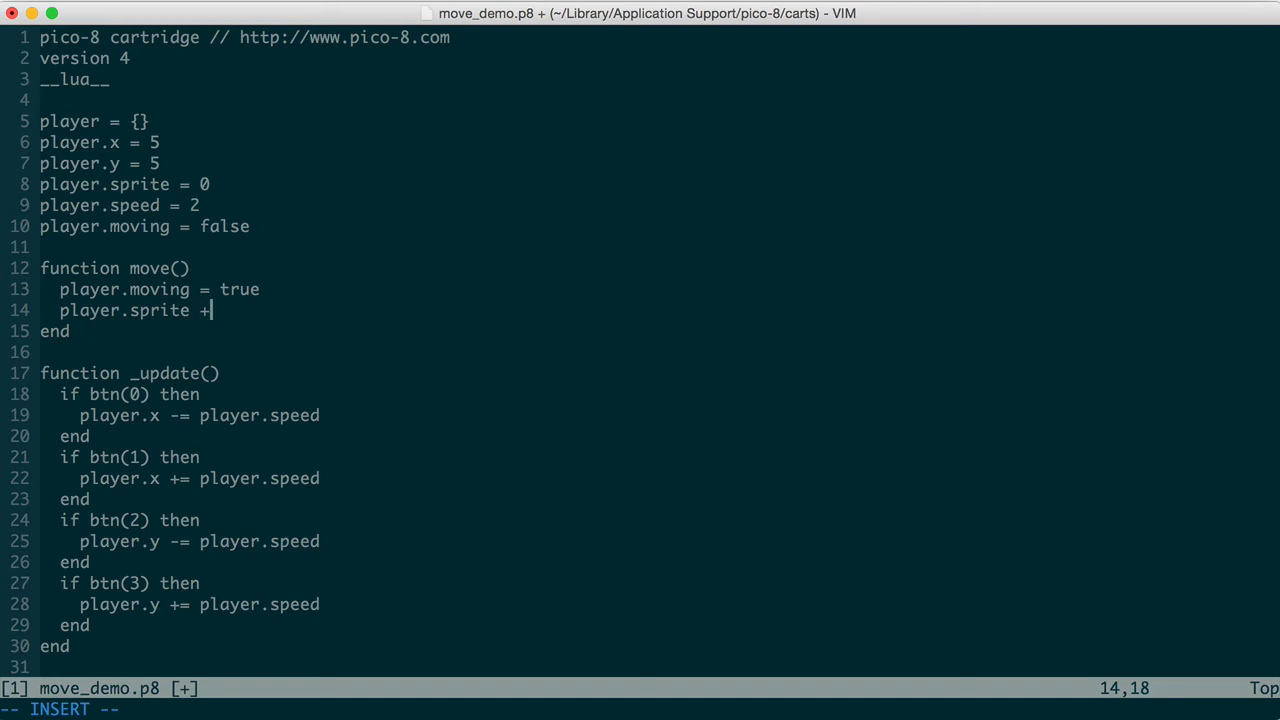 move_demo.p8 + (~/Library/Application Support/pico-8/carts) - VIM
1 pico-8 cartridge // http://www.pico-8.com
2 version 4
3 __lua__
4
5 player = {}
6 player.x = 5
7 player.y = 5
8 player.sprite = 0
9 player.speed = 2
10 player.moving = false
11
12 function move()
13   player.moving = true
14   player.sprite +
15 end
16
17 function _update()
18   if btn(0) then
19     player.x -= player.speed
20   end
21   if btn(1) then
22     player.x += player.speed
23   end
24   if btn(2) then
25     player.y -= player.speed
26   end
27   if btn(3) then
28     player.y += player.speed
29   end
30 end
31
[1] move_demo.p8 [+] 14,18 Top
-- INSERT --